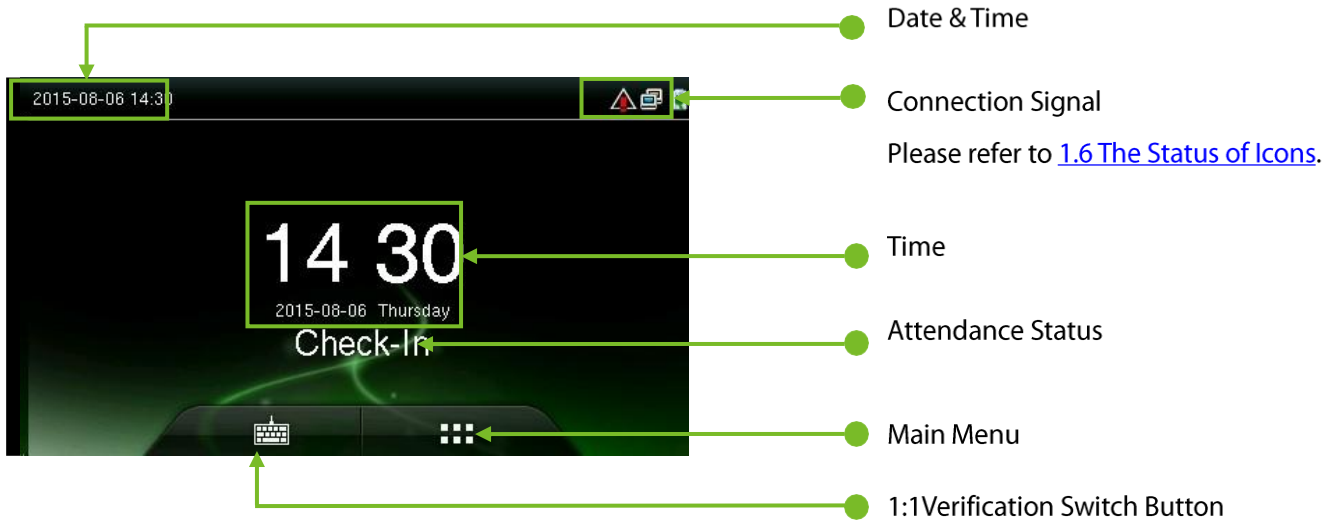 Date & Time
2015-08-06 14:30
Connection Signal
Please refer to 1.6 The Status of Icons.
14 30
Time
2015-08-06 Thursday
Check-In
Attendance Status
Main Menu
1:1Verification Switch Button